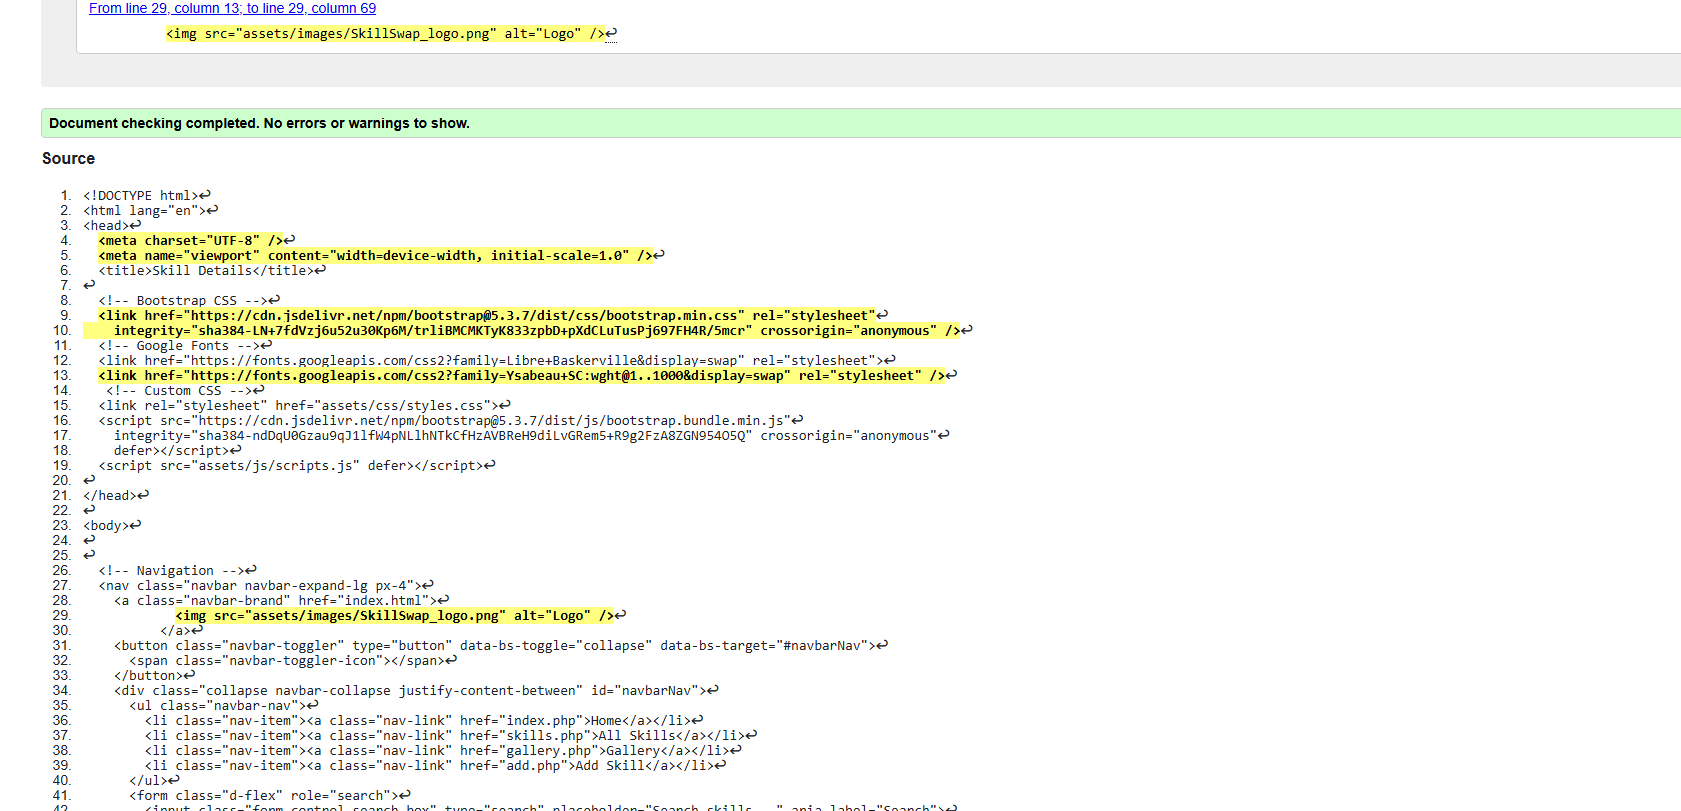 From line 29, column 13; to line 29, column 69
<img src="assets/images/SkillSwap_logo.png" alt="Logo" />↩
Document checking completed. No errors or warnings to show.
Source
1. <!DOCTYPE html>↩
2. <html lang="en">↩
3. <head>↩
4. <meta charset="UTF-8" />↩
5. <meta name="viewport" content="width=device-width, initial-scale=1.0" />↩
6. <title>Skill Details</title>↩
7. ↩
8. <!-- Bootstrap CSS -->↩
9. <link href="https://cdn.jsdelivr.net/npm/bootstrap@5.3.7/dist/css/bootstrap.min.css" rel="stylesheet"↩
10. integrity="sha384-LN+7fdVzj6u52u30Kp6M/trliBMCMKTyK833zpbD+pXdCLuTusPj697FH4R/5mcr" crossorigin="anonymous" />↩
11. <!-- Google Fonts -->↩
12. <link href="https://fonts.googleapis.com/css2?family=Libre+Baskerville&display=swap" rel="stylesheet">↩
13. <link href="https://fonts.googleapis.com/css2?family=Ysabeau+SC:wght@1..1000&display=swap" rel="stylesheet" />↩
14. <!-- Custom CSS -->↩
15. <link rel="stylesheet" href="assets/css/styles.css">↩
16. <script src="https://cdn.jsdelivr.net/npm/bootstrap@5.3.7/dist/js/bootstrap.bundle.min.js"↩
17. integrity="sha384-ndDqU0Gzau9qJ1lfW4pNLlhNTkCfHzAVBReH9diLvGRem5+R9g2FzA8ZGN954O5Q" crossorigin="anonymous"↩
18. defer></script>↩
19. <script src="assets/js/scripts.js" defer></script>↩
20. ↩
21. </head>↩
22. ↩
23. <body>↩
24. ↩
25. ↩
26. <!-- Navigation -->↩
27. <nav class="navbar navbar-expand-lg px-4">↩
28. <a class="navbar-brand" href="index.html">↩
29. <img src="assets/images/SkillSwap_logo.png" alt="Logo" />↩
30. </a>↩
31. <button class="navbar-toggler" type="button" data-bs-toggle="collapse" data-bs-target="#navbarNav">↩
32. <span class="navbar-toggler-icon"></span>↩
33. </button>↩
34. <div class="collapse navbar-collapse justify-content-between" id="navbarNav">↩
35. <ul class="navbar-nav">↩
36. <li class="nav-item"><a class="nav-link" href="index.php">Home</a></li>↩
37. <li class="nav-item"><a class="nav-link" href="skills.php">All Skills</a></li>↩
38. <li class="nav-item"><a class="nav-link" href="gallery.php">Gallery</a></li>↩
39. <li class="nav-item"><a class="nav-link" href="add.php">Add Skill</a></li>↩
40. </ul>↩
41. <form class="d-flex" role="search">↩
42. <input class="form-control search-box" type="search" placeholder="Search skills..." aria-label="Search">↩